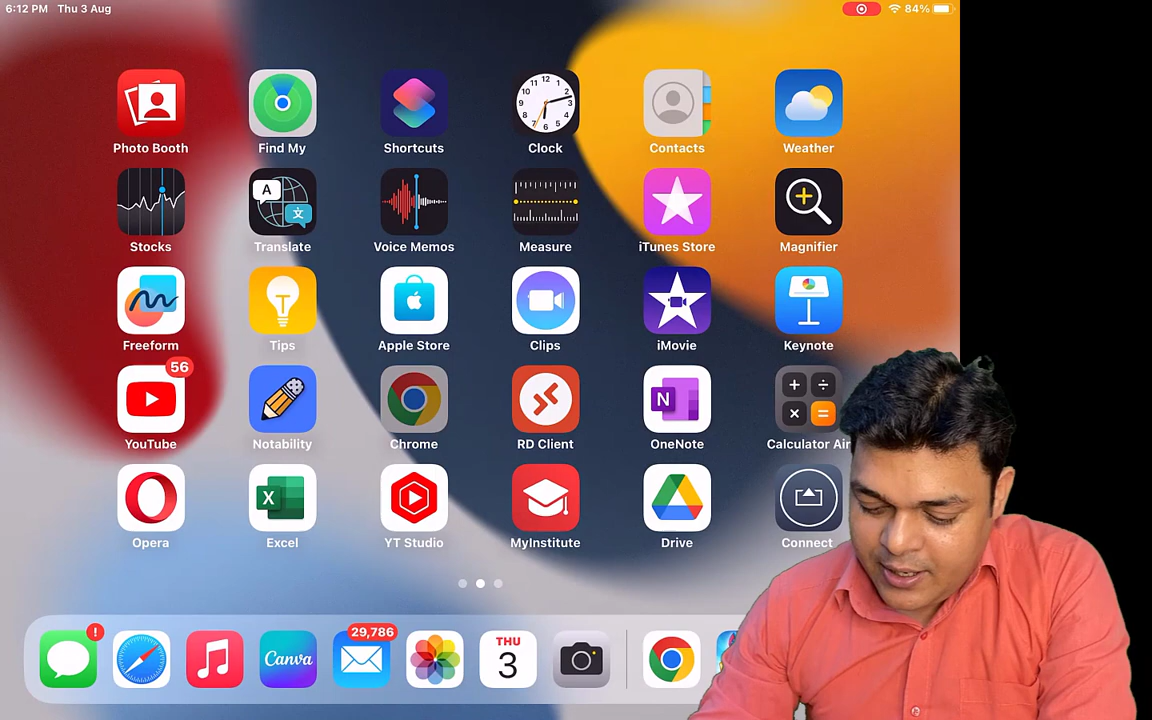 6:12 PM Thu 3 Aug
84%
Photo Booth
Find My
Shortcuts
Clock
Contacts
Weather
Stocks
Translate
Voice Memos
Measure
iTunes Store
Magnifier
Freeform
Tips
Apple Store
Clips
iMovie
Keynote
56
YouTube
Notability
Chrome
RD Client
N
OneNote
+ ÷
× =
Calculator Air
Opera
X
Excel
YT Studio
MyInstitute
Drive
Connect
!
Canva
29,786
THU
3